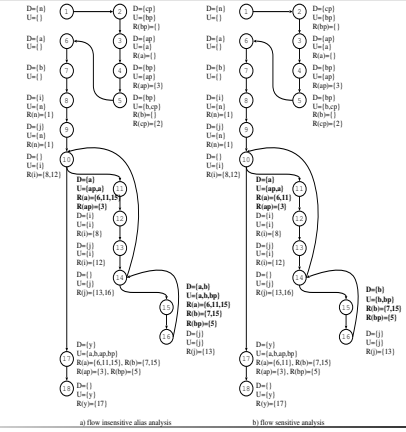 D={n}
U={}
1
2
D={cp}
U={bp}
R(bp)={}
D={a}
U={}
6
3
D={ap}
U={a}
R(a)={}
D={b}
U={}
7
4
D={bp}
U={ap}
R(ap)={3}
D={i}
U={n}
R(n)={1}
8
5
D={bp}
U={b,cp}
R(b)={}
R(cp)={2}
D={j}
U={n}
R(n)={1}
9
D={}
U={}
R(i)={8,12}
10
D={a}
U={ap,a}
R(a)={6,11,15}
R(ap)={3}
11
D={i}
U={i}
R(i)={8}
12
D={j}
U={i}
R(i)={12}
13
D={}
U={j}
R(j)={13,16}
14
D={a,b}
U={a,b,bp}
R(a)={6,11,15}
R(b)={7,15}
R(bp)={5}
15
D={j}
U={j}
R(j)={13}
16
D={y}
U={a,b,ap,bp}
R(a)={6,11,15}, R(b)={7,15}
R(ap)={3}, R(bp)={5}
17
D={}
U={y}
R(y)={17}
18
a) flow insensitive alias analysis
D={n}
U={}
1
2
D={cp}
U={bp}
R(bp)={}
D={a}
U={}
6
3
D={ap}
U={a}
R(a)={}
D={b}
U={}
7
4
D={bp}
U={ap}
R(ap)={3}
D={i}
U={n}
R(n)={1}
8
5
D={bp}
U={b,cp}
R(b)={}
R(cp)={2}
D={j}
U={n}
R(n)={1}
9
D={}
U={}
R(i)={8,12}
10
D={a}
U={ap,a}
R(a)={6,11}
R(ap)={3}
11
D={i}
U={i}
R(i)={8}
12
D={j}
U={i}
R(i)={12}
13
D={}
U={j}
R(j)={13,16}
14
D={b}
U={b,bp}
R(b)={7,15}
R(bp)={5}
15
D={j}
U={j}
R(j)={13}
16
D={y}
U={a,b,ap,bp}
R(a)={6,11}, R(b)={7,15}
R(ap)={3}, R(bp)={5}
17
D={}
U={y}
R(y)={17}
18
b) flow sensitive analysis